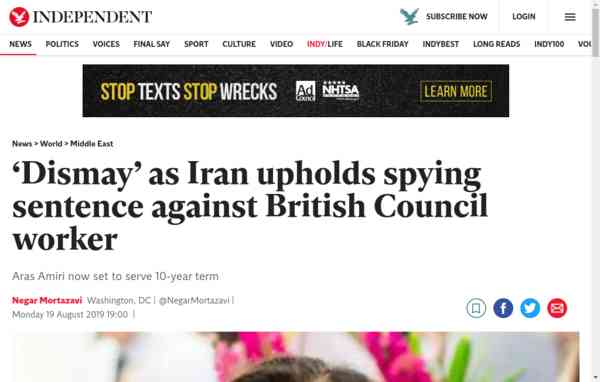 INDEPENDENT
SUBSCRIBE NOW
LOGIN
NEWS POLITICS VOICES FINAL SAY SPORT CULTURE VIDEO INDY/LIFE BLACK FRIDAY INDYBEST LONG READS INDY100
STOP TEXTS STOP WRECKS
Ad Council
NHTSA
LEARN MORE
News > World > Middle East
‘Dismay’ as Iran upholds spying
sentence against British Council
worker
Aras Amiri now set to serve 10-year term
Negar Mortazavi Washington, DC | @NegarMortazavi |
Monday 19 August 2019 19:00 |